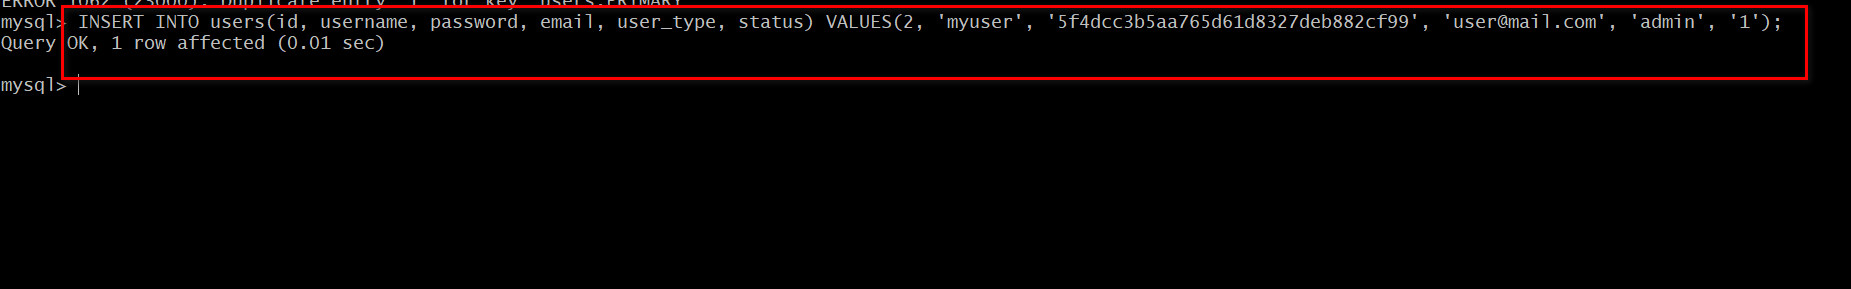 ERROR 1062 (23000): Duplicate entry '1' for key 'users.PRIMARY'
mysql> INSERT INTO users(id, username, password, email, user_type, status) VALUES(2, 'myuser', '5f4dcc3b5aa765d61d8327deb882cf99', 'user@mail.com', 'admin', '1');
Query OK, 1 row affected (0.01 sec)
mysql>